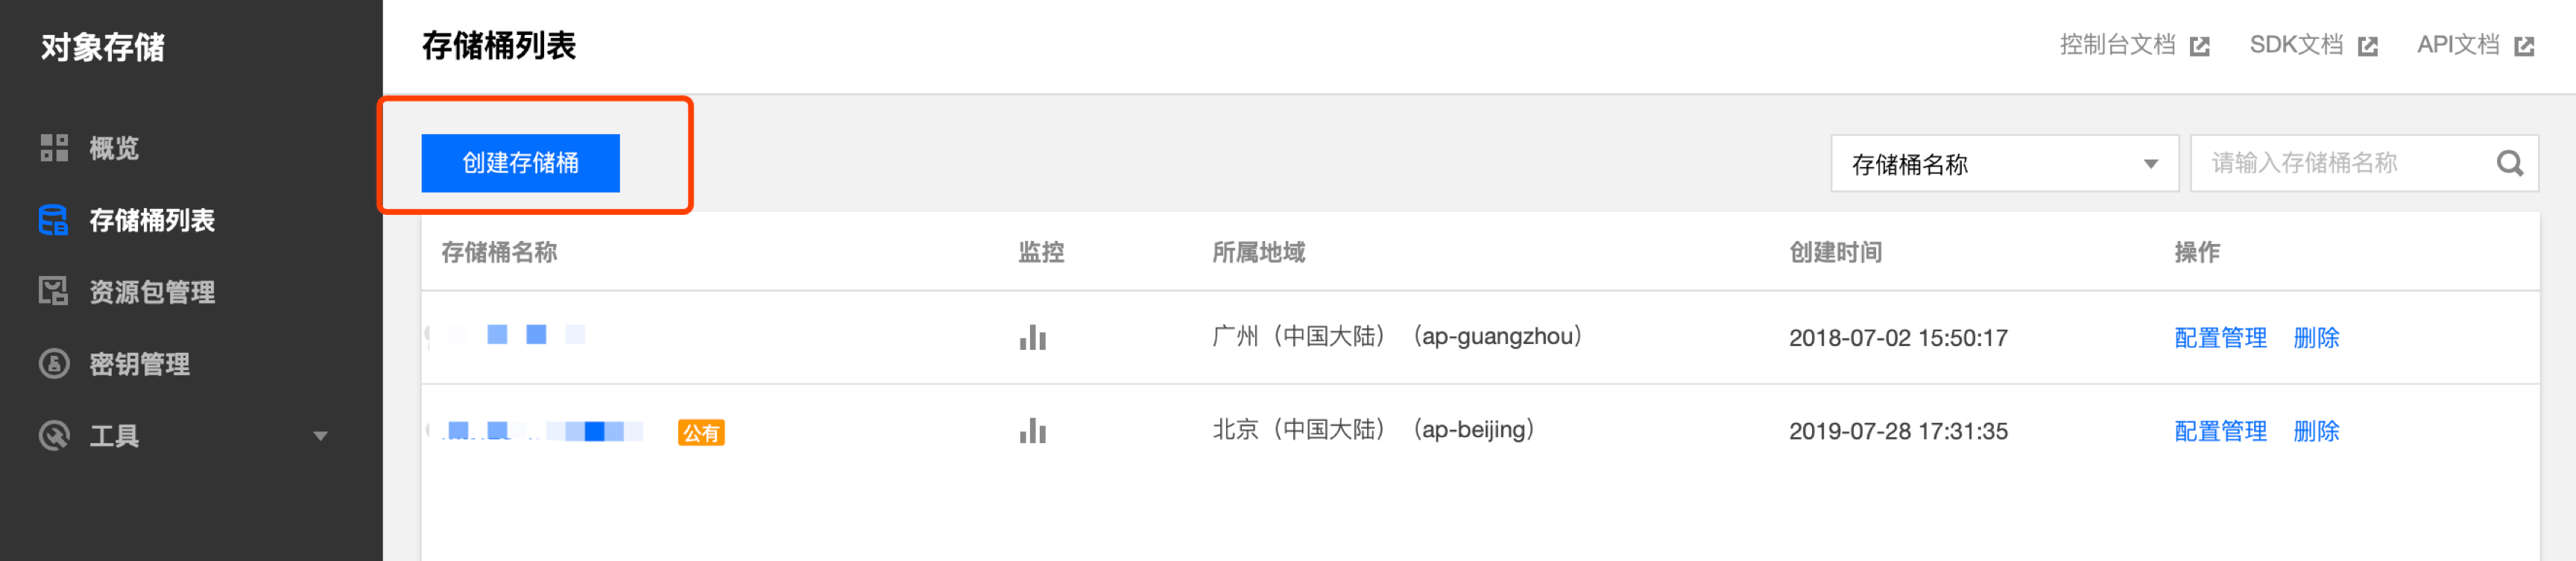 对象存储
概览
存储桶列表
资源包管理
密钥管理
工具
存储桶列表
控制台文档 SDK文档 API文档
创建存储桶
存储桶名称
请输入存储桶名称
存储桶名称 监控 所属地域 创建时间 操作
广州（中国大陆）（ap-guangzhou） 2018-07-02 15:50:17 配置管理 删除
公有 北京（中国大陆）（ap-beijing） 2019-07-28 17:31:35 配置管理 删除